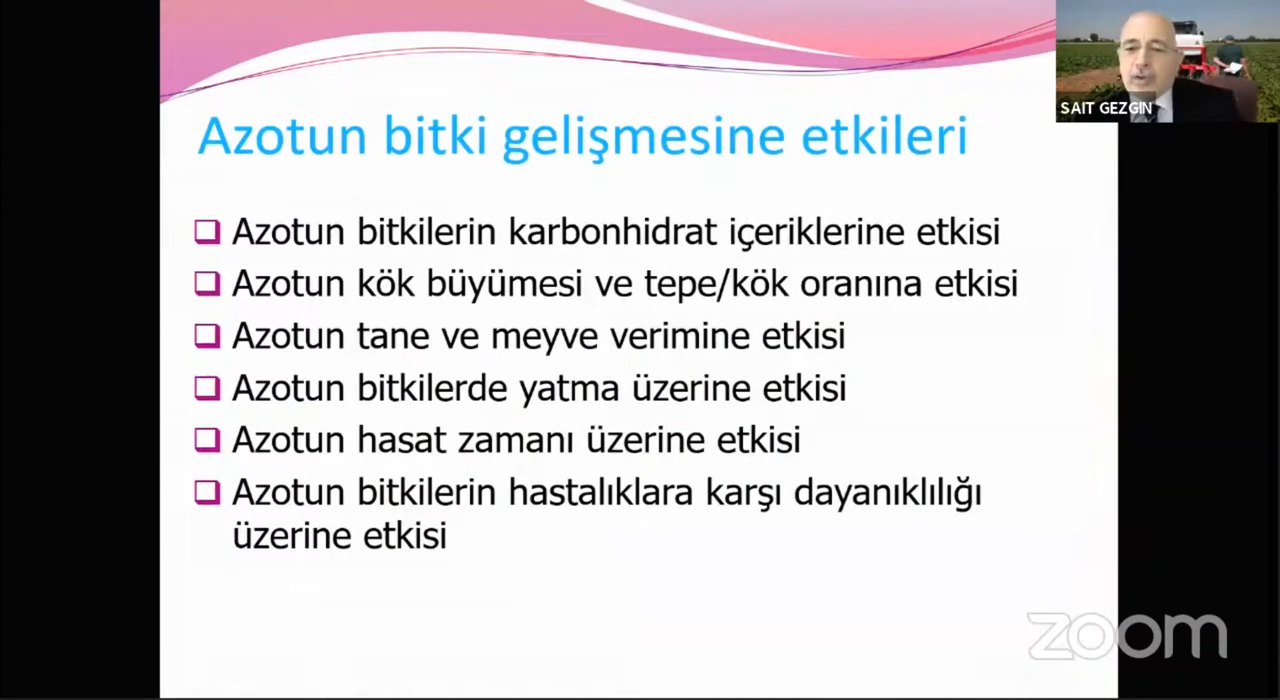 SAIT GEZGIN
Azotun bitki gelişmesine etkileri
Azotun bitkilerin karbonhidrat içeriklerine etkisi
Azotun kök büyümesi ve tepe/kök oranına etkisi
Azotun tane ve meyve verimine etkisi
Azotun bitkilerde yatma üzerine etkisi
Azotun hasat zamanı üzerine etkisi
Azotun bitkilerin hastalıklara karşı dayanıklılığı
üzerine etkisi
zoom